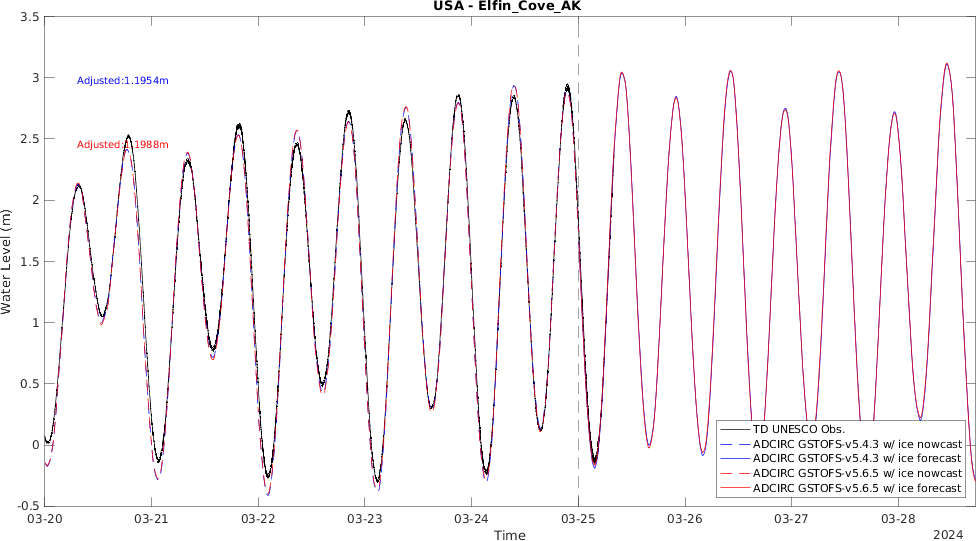 USA - Elfin_Cove_AK
3.5
3
2.5
2
1.5
1
0.5
0
-0.5
Water Level (m)
Adjusted:1.1954m
Adjusted:1.1988m
TD UNESCO Obs.
ADCIRC GSTOFS-v5.4.3 w/ ice nowcast
ADCIRC GSTOFS-v5.4.3 w/ ice forecast
ADCIRC GSTOFS-v5.6.5 w/ ice nowcast
ADCIRC GSTOFS-v5.6.5 w/ ice forecast
03-20 03-21 03-22 03-23 03-24 03-25 03-26 03-27 03-28
Time
2024